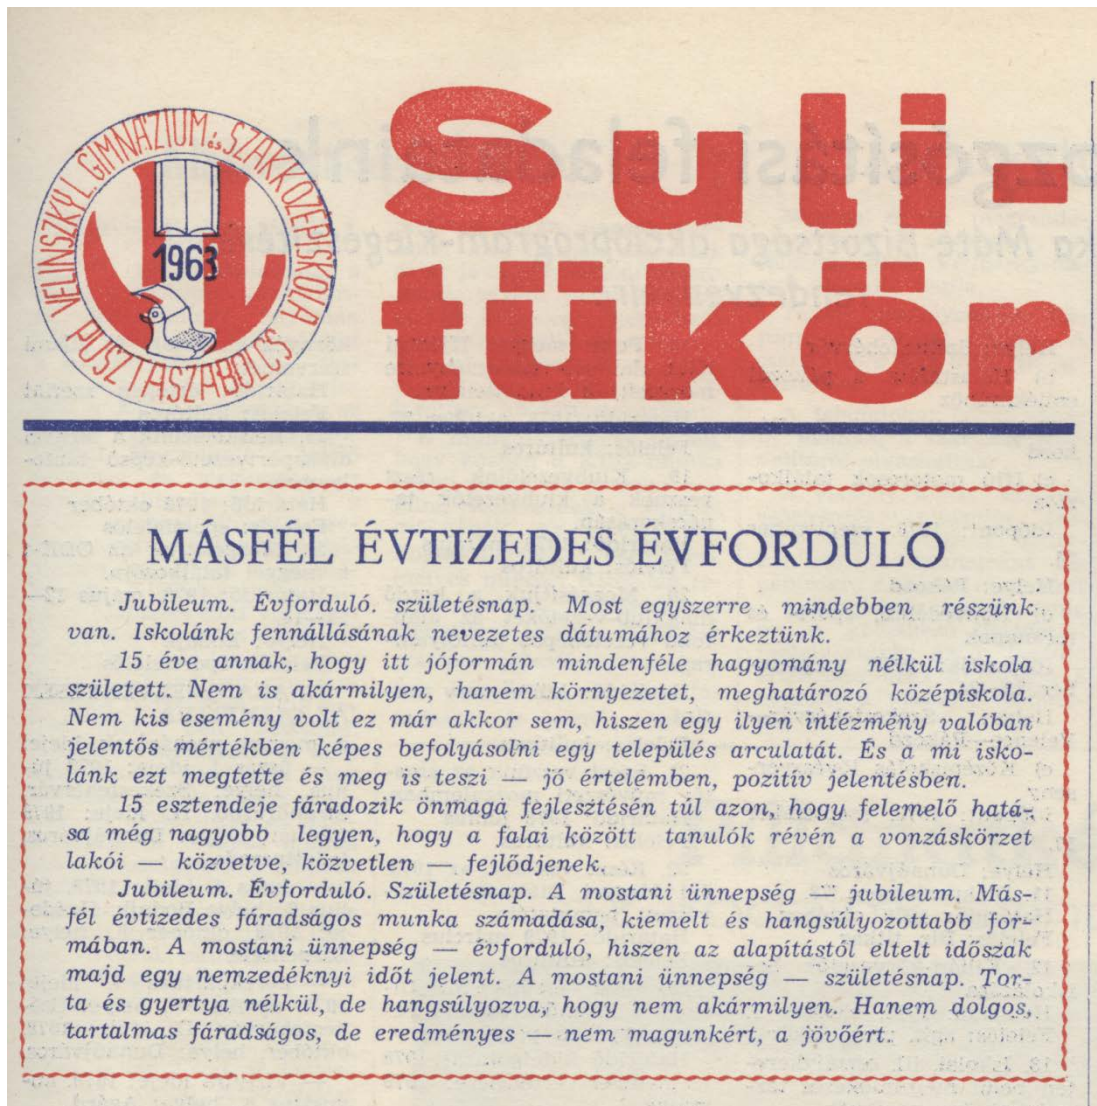 VELINSZKY L. GIMNÁZIUM és SZAKKÖZÉPISKOLA
PUSZTASZABOLCS
1963
Suli-
tükör
MÁSFÉL ÉVTIZEDES ÉVFORDULÓ
Jubileum. Évforduló. születésnap. Most egyszerre mindebben részünk
van. Iskolánk fennállásának nevezetes dátumához érkeztünk.
15 éve annak, hogy itt jóformán mindenféle hagyomány nélkül iskola
született. Nem is akármilyen, hanem környezetet, meghatározó középiskola.
Nem kis esemény volt ez már akkor sem, hiszen egy ilyen intézmény valóban
jelentős mértékben képes befolyásolni egy település arculatát. És a mi isko-
lánk ezt megtette és meg is teszi — jó értelemben, pozitív jelentésben.
15 esztendeje fáradozik önmaga fejlesztésén túl azon, hogy felemelő hatá-
sa még nagyobb legyen, hogy a falai között tanulók révén a vonzáskörzet
lakói — közvetve, közvetlen — fejlődjenek.
Jubileum. Évforduló. Születésnap. A mostani ünnepség — jubileum. Más-
fél évtizedes fáradságos munka számadása, kiemelt és hangsúlyozottabb for-
mában. A mostani ünnepség — évforduló, hiszen az alapítástól eltelt időszak
majd egy nemzedéknyi időt jelent. A mostani ünnepség — születésnap. Tor-
ta és gyertya nélkül, de hangsúlyozva, hogy nem akármilyen. Hanem dolgos,
tartalmas fáradságos, de eredményes — nem magunkért, a jövőért.